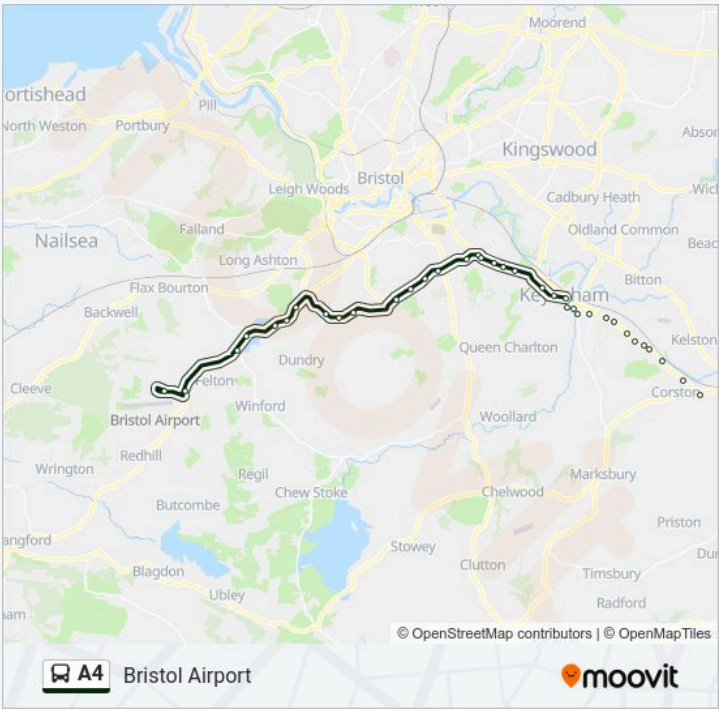 Moorend
ortishead
Pill
North Weston
Portbury
Abson
Kingswood
Bristol
Leigh Woods
Cadbury Heath
Wick
Failand
Oldland Common
Nailsea
Beac
Long Ashton
Bitton
Flax Bourton
Keynsham
Backwell
Kelston
Queen Charlton
Dundry
Cleeve
Felton
Corston
Winford
Bristol Airport
Woollard
Redhill
Wrington
Regil
Marksbury
Chew Stoke
Chelwood
Butcombe
Priston
angford
Stowey
Dun
Blagdon
Clutton
Timsbury
Ubley
Radford
ham
© OpenStreetMap contributors | © OpenMapTiles
A4 Bristol Airport
moovit